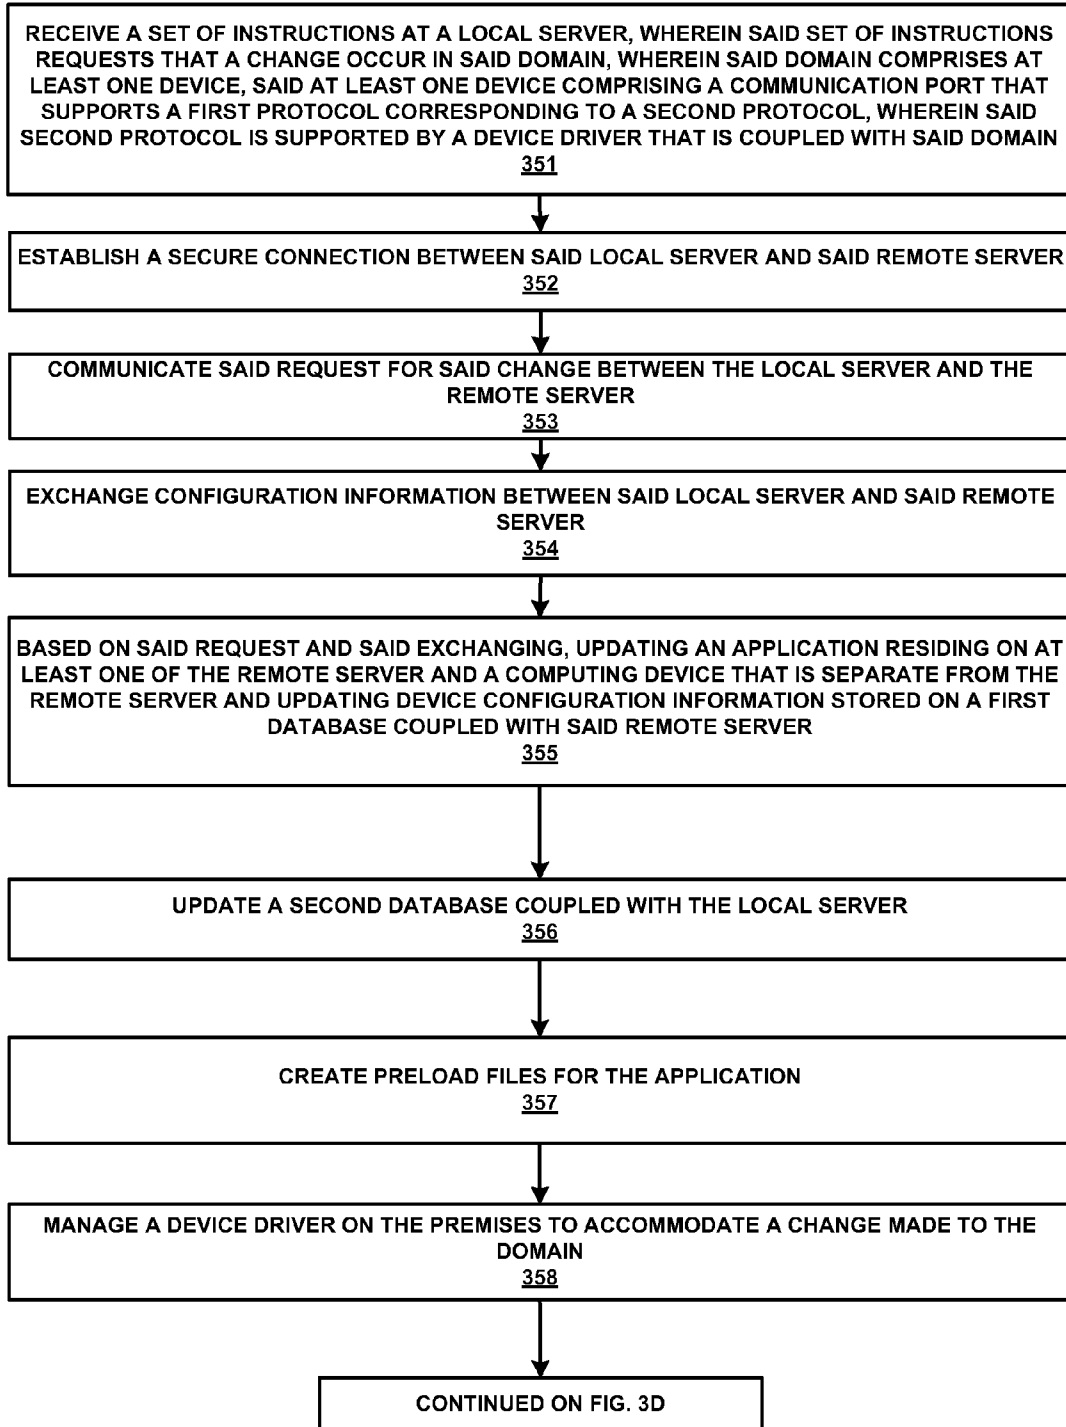 RECEIVE A SET OF INSTRUCTIONS AT A LOCAL SERVER, WHEREIN SAID SET OF INSTRUCTIONS
REQUESTS THAT A CHANGE OCCUR IN SAID DOMAIN, WHEREIN SAID DOMAIN COMPRISES AT
LEAST ONE DEVICE, SAID AT LEAST ONE DEVICE COMPRISING A COMMUNICATION PORT THAT
SUPPORTS A FIRST PROTOCOL CORRESPONDING TO A SECOND PROTOCOL, WHEREIN SAID
SECOND PROTOCOL IS SUPPORTED BY A DEVICE DRIVER THAT IS COUPLED WITH SAID DOMAIN
351
ESTABLISH A SECURE CONNECTION BETWEEN SAID LOCAL SERVER AND SAID REMOTE SERVER
352
COMMUNICATE SAID REQUEST FOR SAID CHANGE BETWEEN THE LOCAL SERVER AND THE
REMOTE SERVER
353
EXCHANGE CONFIGURATION INFORMATION BETWEEN SAID LOCAL SERVER AND SAID REMOTE
SERVER
354
BASED ON SAID REQUEST AND SAID EXCHANGING, UPDATING AN APPLICATION RESIDING ON AT
LEAST ONE OF THE REMOTE SERVER AND A COMPUTING DEVICE THAT IS SEPARATE FROM THE
REMOTE SERVER AND UPDATING DEVICE CONFIGURATION INFORMATION STORED ON A FIRST
DATABASE COUPLED WITH SAID REMOTE SERVER
355
UPDATE A SECOND DATABASE COUPLED WITH THE LOCAL SERVER
356
CREATE PRELOAD FILES FOR THE APPLICATION
357
MANAGE A DEVICE DRIVER ON THE PREMISES TO ACCOMMODATE A CHANGE MADE TO THE
DOMAIN
358
CONTINUED ON FIG. 3D